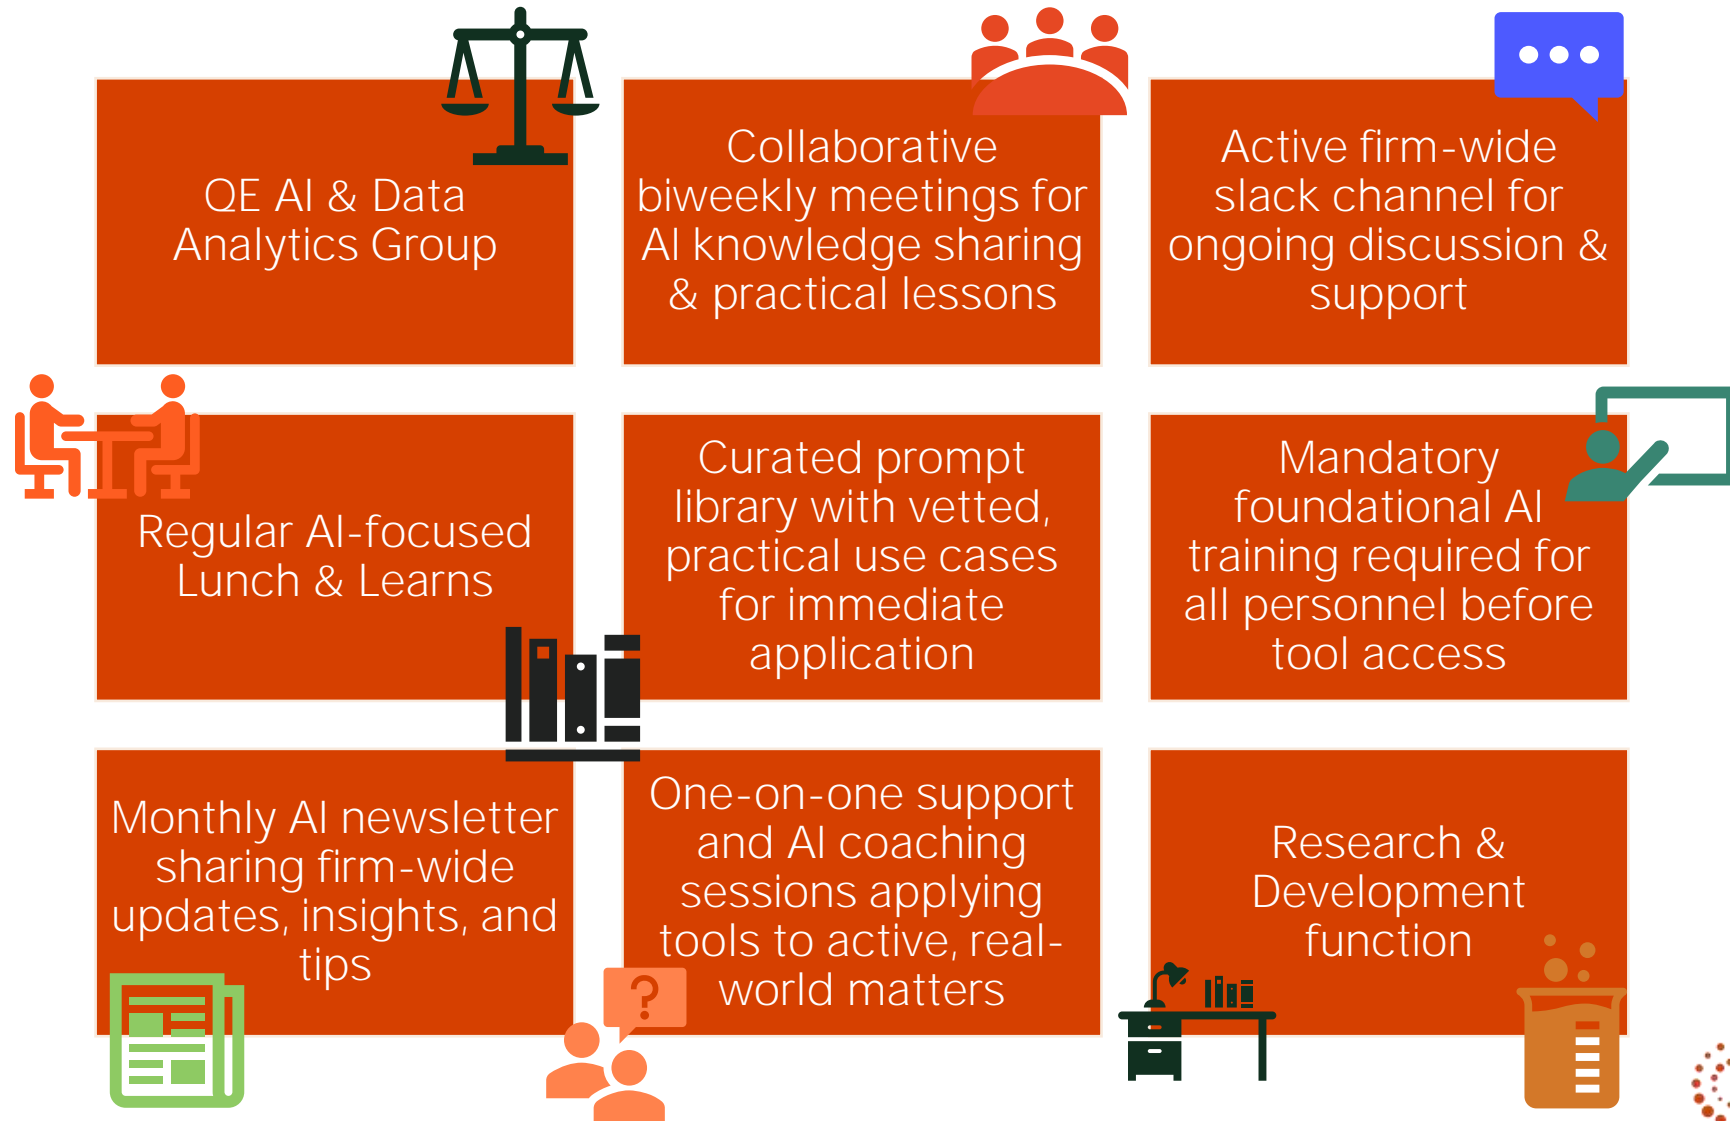 QE AI & Data
Analytics Group
Collaborative
biweekly meetings for
AI knowledge sharing
& practical lessons
Active firm-wide
slack channel for
ongoing discussion &
support
Regular AI-focused
Lunch & Learns
Curated prompt
library with vetted,
practical use cases
for immediate
application
Mandatory
foundational AI
training required for
all personnel before
tool access
Monthly AI newsletter
sharing firm-wide
updates, insights, and
tips
One-on-one support
and AI coaching
sessions applying
tools to active, real-
world matters
?
Research &
Development
function